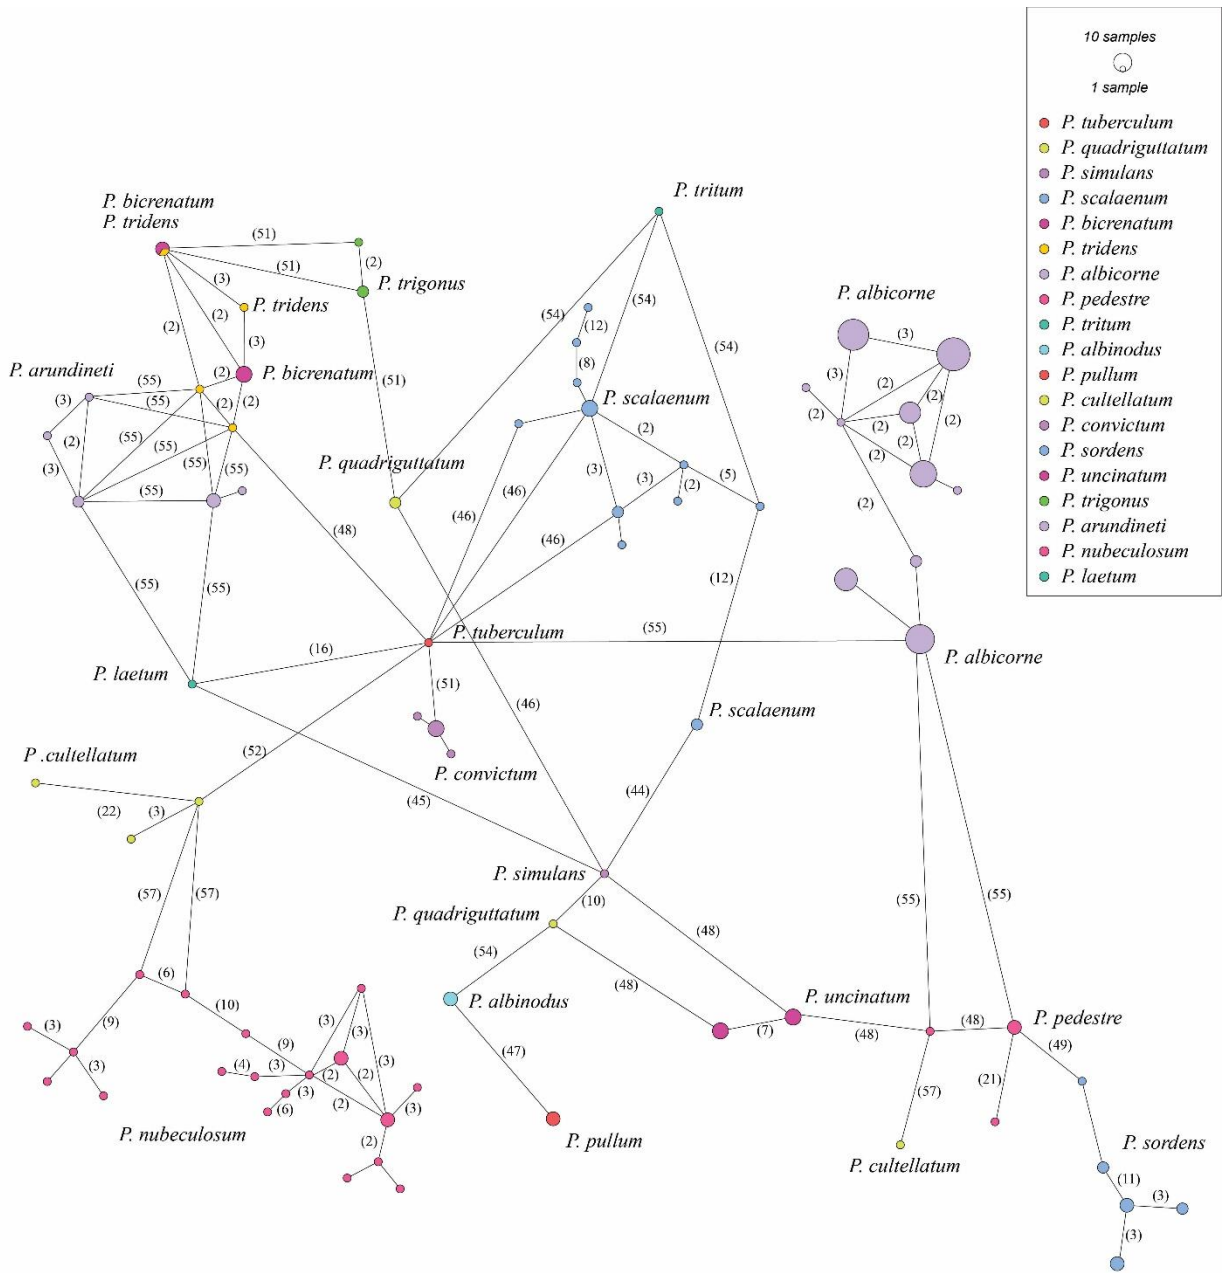 10 samples
1 sample
P. tuberculum
P. quadriguttatum
P. simulans
P. scalaenum
P. bicrenatum
P. tridens
P. albicorne
P. pedestre
P. tritum
P. albinodus
P. pullum
P. cultellatum
P. convictum
P. sordens
P. uncinatum
P. trigonus
P. arundineti
P. nubeculosum
P. laetum
P. bicrenatum
P. tridens
(51)
(51)
(2)
P. trigonus
(3)
P. tridens
(2)
(3)
(2)
P. bicrenatum
(2)
(2)
(2)
P. arundineti
(55)
(3)
(55)
(2)
(55)
(55)
(55)
(55)
(3)
(55)
(51)
P. tritum
(54)
(54)
(54)
(12)
(8)
P. scalaenum
(2)
(3)
(3)
(2)
(5)
P. quadriguttatum
(46)
(46)
(46)
(48)
(12)
P. albicorne
(3)
(3)
(2)
(2)
(2)
(2)
(2)
(2)
(2)
(2)
(55)
(55)
P. tuberculum
(55)
P. albicorne
(16)
P. laetum
(51)
(46)
P. scalaenum
P. convictum
(52)
P .cultellatum
(22)
(3)
(45)
(44)
P. simulans
(10)
P. quadriguttatum
(57)
(57)
(55)
(55)
(54)
(48)
(48)
P. albinodus
P. uncinatum
(7)
(48)
(48)
P. pedestre
(49)
(6)
(10)
(9)
(3)
(3)
(9)
(3)
(3)
(3)
(4)
(3)
(2)
(2)
(3)
(6)
(2)
(3)
(2)
P. nubeculosum
(47)
P. pullum
(57)
P. cultellatum
(21)
P. sordens
(11)
(3)
(3)